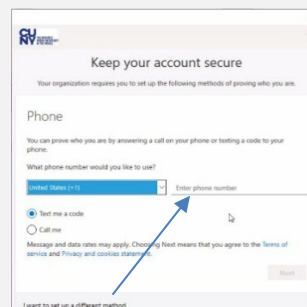 CU
NY
Keep your account secure
Your organization requires you to set up the following methods of proving who you are.
Phone
You can prove who you are by answering a call on your phone or texting a code to your
phone.
What phone number would you like to use?
United States (+1) Enter phone number
Text me a code
Call me
Message and data rates may apply. Choosing Next means that you agree to the Terms of
service and Privacy and cookies statement.
Next
I want to set up a different method